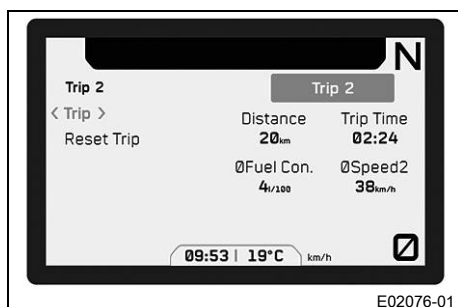 N
Trip 2
Trip 2
< Trip >
Distance Trip Time
Reset Trip
20km 02:24
ØFuel Con. ØSpeed2
4l/100 38km/h
09:53 | 19°C km/h
0
E02076-01